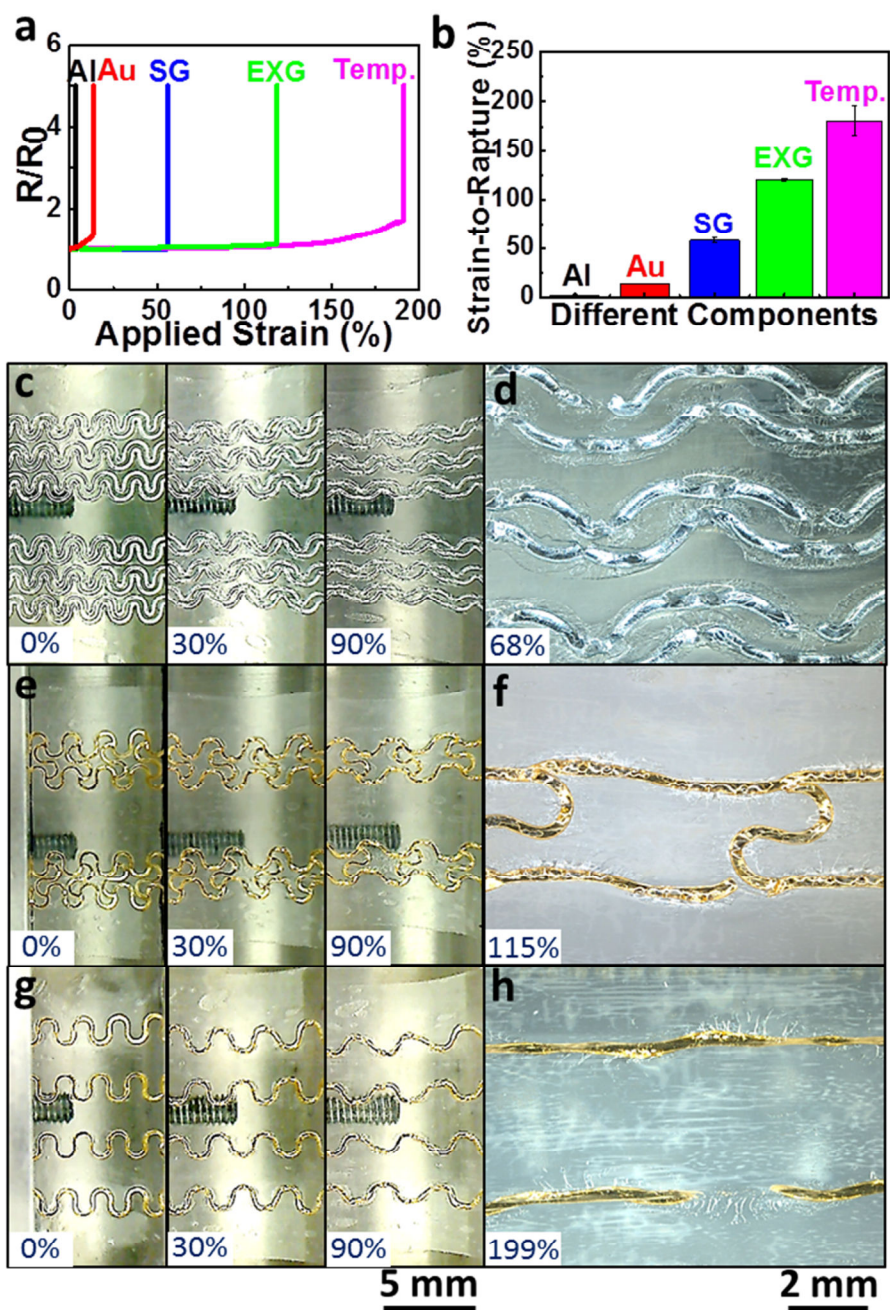 a
Al Au SG EXG Temp.
R/R0
6
4
2
0
0 50 100 150 200
Applied Strain (%)
b
Strain-to-Rapture (%)
250
200
150
100
50
0
Al Au SG EXG Temp.
Different Components
c
0% 30% 90%
d
68%
e
0% 30% 90%
f
115%
g
0% 30% 90%
h
199%
5 mm 2 mm